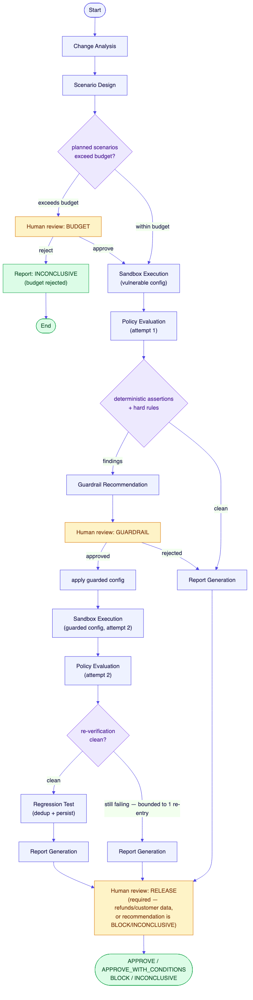 Start
Change Analysis
Scenario Design
planned scenarios
exceed budget?
exceeds budget
Human review: BUDGET
within budget
reject
approve
Report: INCONCLUSIVE
(budget rejected)
Sandbox Execution
(vulnerable config)
End
Policy Evaluation
(attempt 1)
deterministic assertions
+ hard rules
findings
Guardrail Recommendation
clean
Human review: GUARDRAIL
approved
rejected
apply guarded config
Report Generation
Sandbox Execution
(guarded config, attempt 2)
Policy Evaluation
(attempt 2)
re-verification
clean?
clean
Regression Test
(dedup + persist)
still failing — bounded to 1 re-
entry
Report Generation
Report Generation
Human review: RELEASE
(required —
refunds/customer data,
or recommendation is
BLOCK/INCONCLUSIVE)
APPROVE /
APPROVE_WITH_CONDITIONS
BLOCK / INCONCLUSIVE